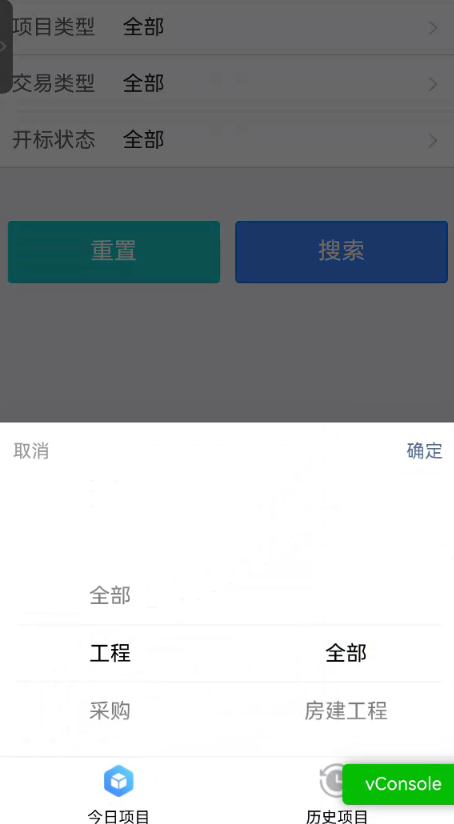 项目类型 全部
交易类型 全部
开标状态 全部
重置 搜索
取消 确定
全部
工程 全部
采购 房建工程
vConsole
今日项目 历史项目